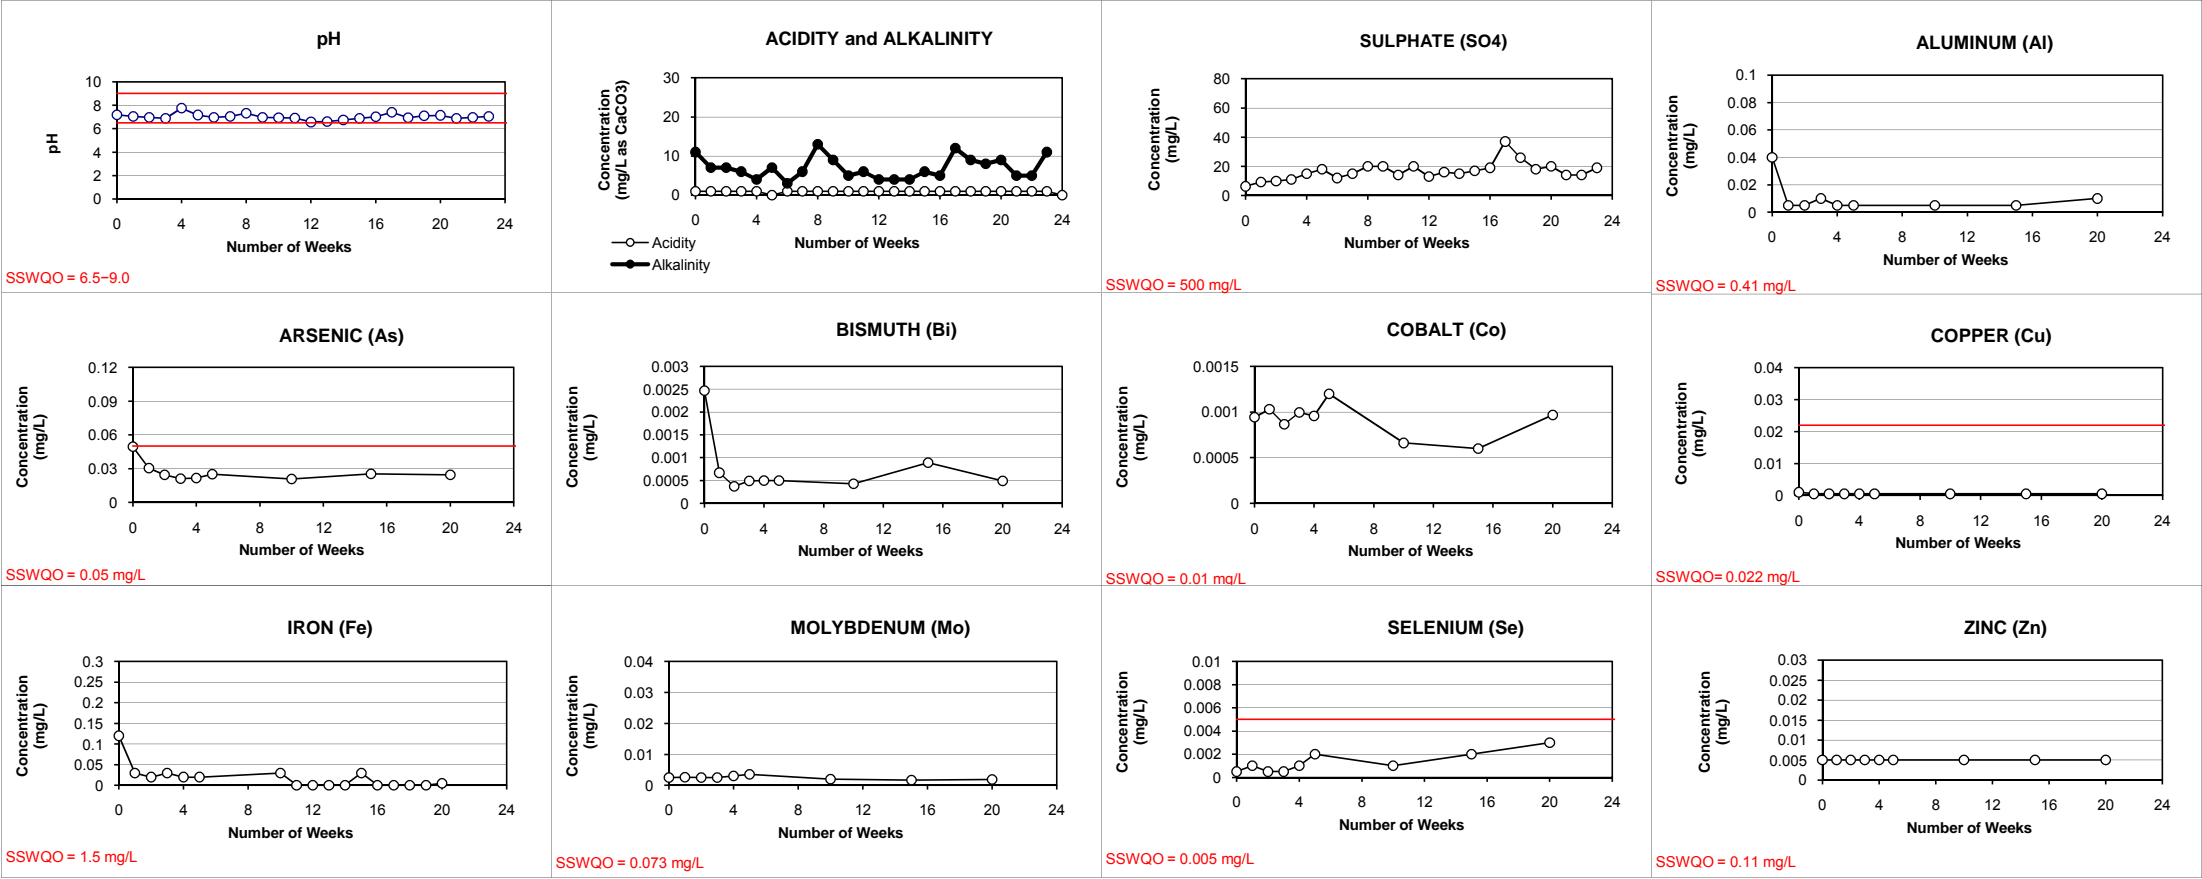 pH
10
8
6
4
2
0
0 4 8 12 16 20 24
pH
Number of Weeks
SSWQO = 6.5−9.0
ACIDITY and ALKALINITY
30
20
10
0
0 4 8 12 16 20 24
Concentration
(mg/L as CaCO3)
Number of Weeks
Acidity
Alkalinity
SULPHATE (SO4)
80
60
40
20
0
0 4 8 12 16 20 24
Concentration
(mg/L)
Number of Weeks
SSWQO = 500 mg/L
ALUMINUM (Al)
0.1
0.08
0.06
0.04
0.02
0
0 4 8 12 16 20 24
Concentration
(mg/L)
Number of Weeks
SSWQO = 0.41 mg/L
ARSENIC (As)
0.12
0.09
0.06
0.03
0
0 4 8 12 16 20 24
Concentration
(mg/L)
Number of Weeks
SSWQO = 0.05 mg/L
BISMUTH (Bi)
0.003
0.0025
0.002
0.0015
0.001
0.0005
0
0 4 8 12 16 20 24
Concentration
(mg/L)
Number of Weeks
COBALT (Co)
0.0015
0.001
0.0005
0
0 4 8 12 16 20 24
Concentration
(mg/L)
Number of Weeks
SSWQO = 0.01 mg/L
COPPER (Cu)
0.04
0.03
0.02
0.01
0
0 4 8 12 16 20 24
Concentration
(mg/L)
Number of Weeks
SSWQO= 0.022 mg/L
IRON (Fe)
0.3
0.25
0.2
0.15
0.1
0.05
0
0 4 8 12 16 20 24
Concentration
(mg/L)
Number of Weeks
SSWQO = 1.5 mg/L
MOLYBDENUM (Mo)
0.04
0.03
0.02
0.01
0
0 4 8 12 16 20 24
Concentration
(mg/L)
Number of Weeks
SSWQO = 0.073 mg/L
SELENIUM (Se)
0.01
0.008
0.006
0.004
0.002
0
0 4 8 12 16 20 24
Concentration
(mg/L)
Number of Weeks
SSWQO = 0.005 mg/L
ZINC (Zn)
0.03
0.025
0.02
0.015
0.01
0.005
0
0 4 8 12 16 20 24
Concentration
(mg/L)
Number of Weeks
SSWQO = 0.11 mg/L